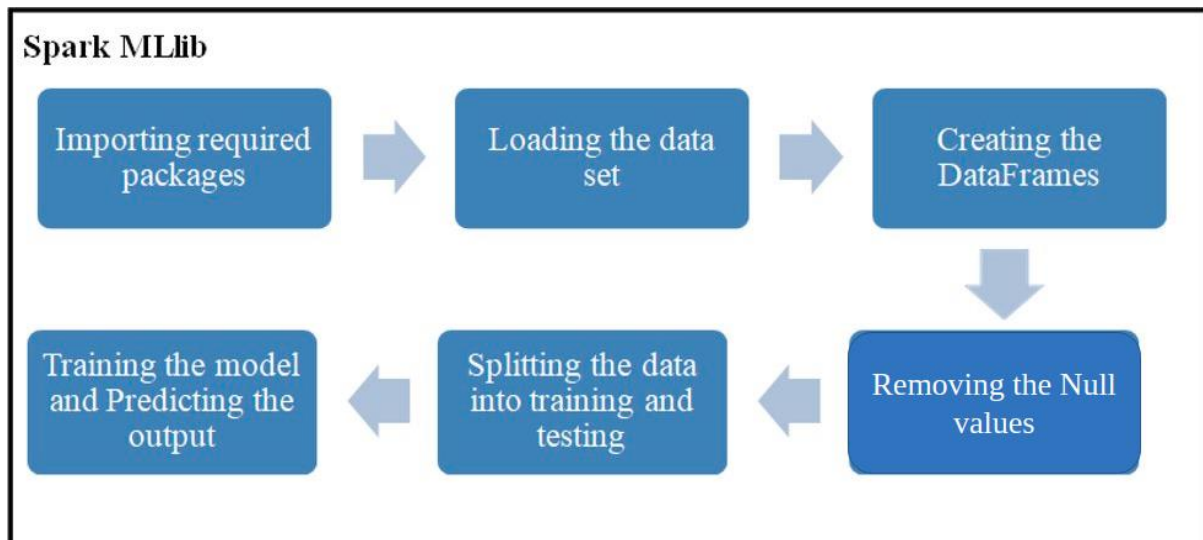 Spark MLlib
Importing required
packages
Loading the data
set
Creating the
DataFrames
Removing the Null
values
Splitting the data
into training and
testing
Training the model
and Predicting the
output